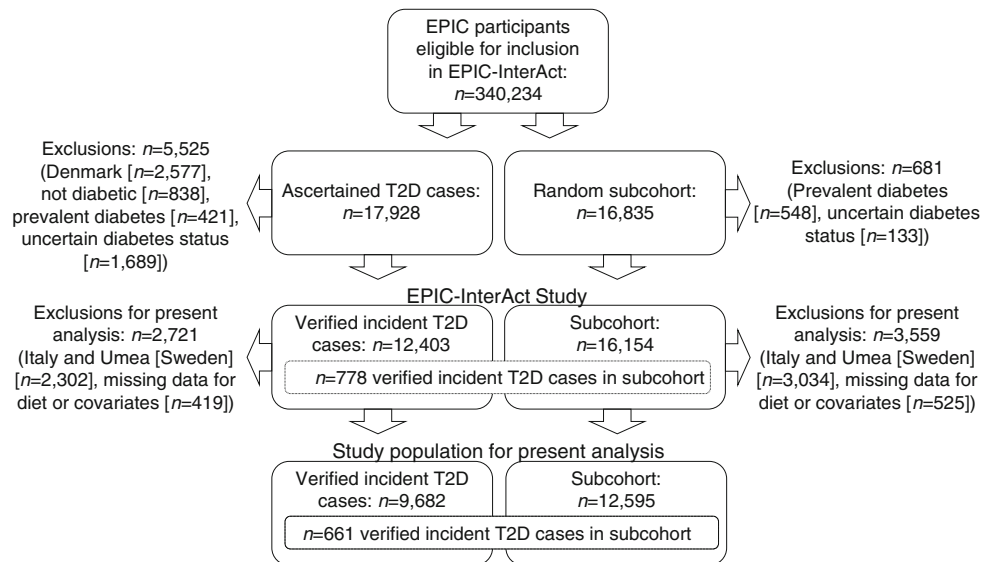 EPIC participants
eligible for inclusion
in EPIC-InterAct:
n=340,234
Exclusions: n=5,525
(Denmark [n=2,577],
not diabetic [n=838],
prevalent diabetes [n=421],
uncertain diabetes status
[n=1,689])
Ascertained T2D cases:
n=17,928
Random subcohort:
n=16,835
Exclusions: n=681
(Prevalent diabetes
[n=548], uncertain diabetes
status [n=133])
EPIC-InterAct Study
Exclusions for present
analysis: n=2,721
(Italy and Umea [Sweden]
[n=2,302], missing data for
diet or covariates [n=419])
Verified incident T2D
cases: n=12,403
Subcohort:
n=16,154
n=778 verified incident T2D cases in subcohort
Exclusions for present
analysis: n=3,559
(Italy and Umea [Sweden]
[n=3,034], missing data for
diet or covariates [n=525])
Study population for present analysis
Verified incident T2D
cases: n=9,682
Subcohort:
n=12,595
n=661 verified incident T2D cases in subcohort